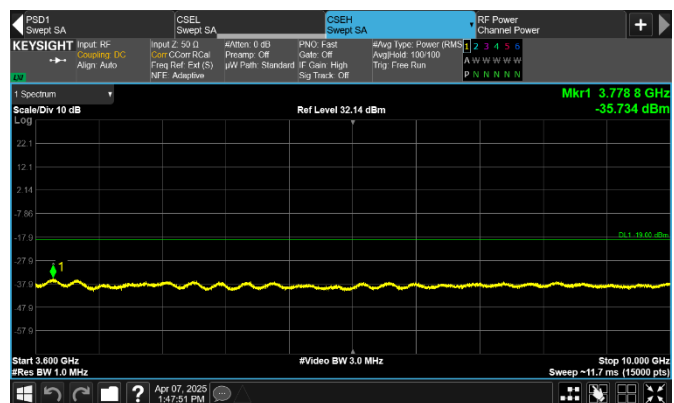 PSD1
Swept SA
CSEL
Swept SA
CSEH
Swept SA
RF Power
Channel Power
+
KEYSIGHT
Input: RF
Coupling: DC
Align: Auto
LXI
Input Z: 50 Ω
Corr CCorr RCal
Freq Ref: Ext (S)
NFE: Adaptive
#Atten: 0 dB
Preamp: Off
µW Path: Standard
PNO: Fast
Gate: Off
IF Gain: High
Sig Track: Off
#Avg Type: Power (RMS
Avg|Hold: 100/100
Trig: Free Run
1 2 3 4 5 6
A W W W W W
P N N N N N
1 Spectrum
Mkr1 3.778 8 GHz
Scale/Div 10 dB
Ref Level 32.14 dBm
-35.734 dBm
Log
22.1
12.1
2.14
-7.86
-17.9
DL1 -19.00 dBm
-27.9
1
-37.9
-47.9
-57.9
Start 3.600 GHz
#Video BW 3.0 MHz
Stop 10.000 GHz
#Res BW 1.0 MHz
Sweep ~11.7 ms (15000 pts)
?
Apr 07, 2025
1:47:51 PM